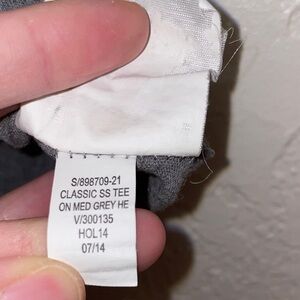 S/898709-21
CLASSIC SS TEE
ON MED GREY HE
V/300135
HOL14
07/14